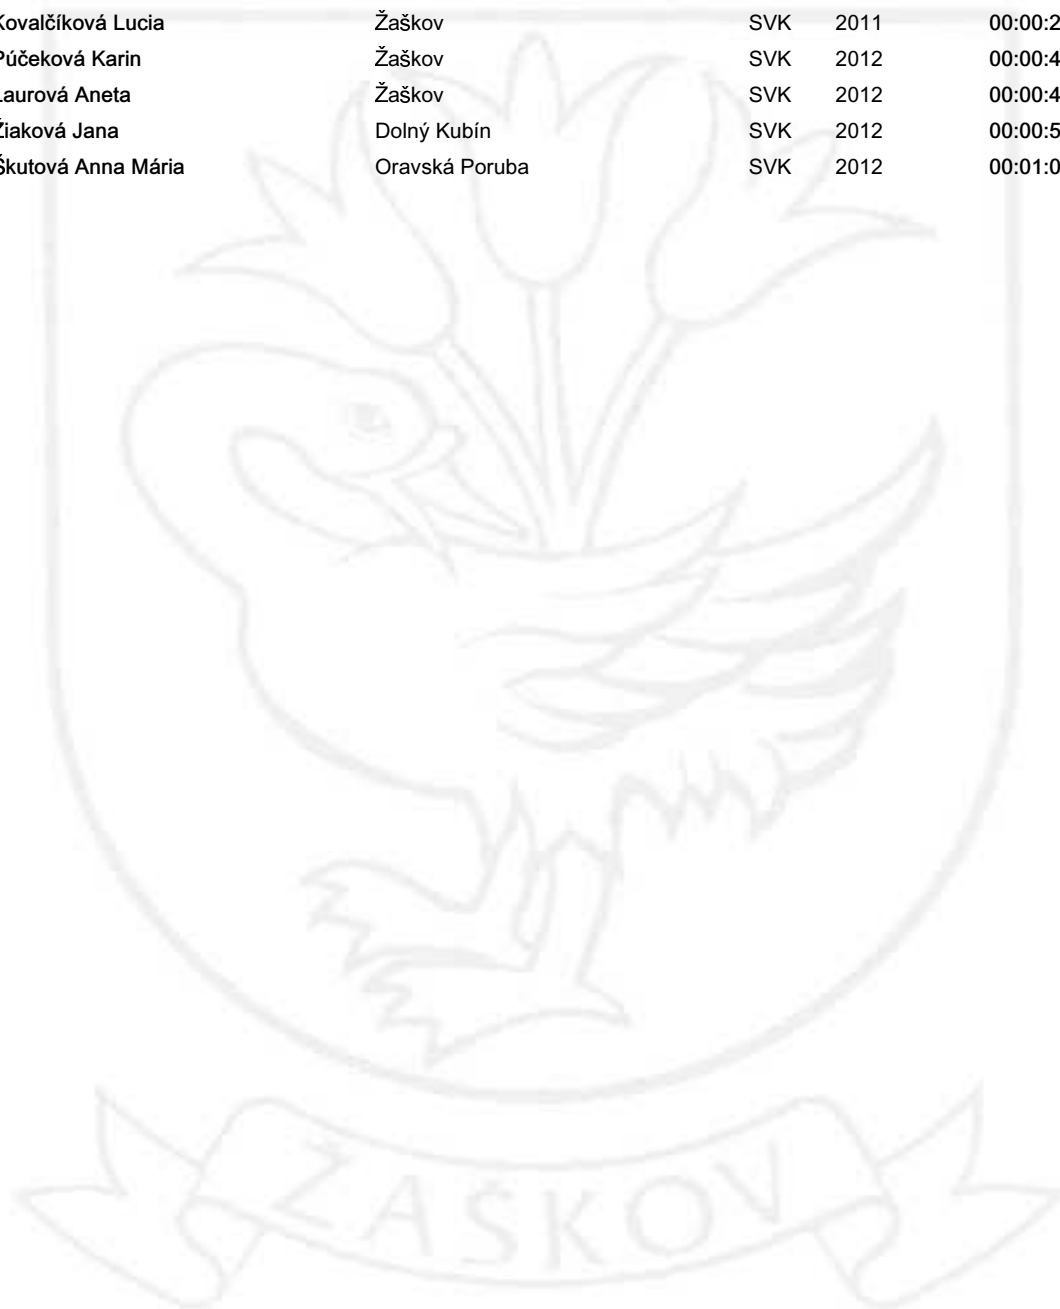 Kovalčíková Lucia Žaškov SVK 2011 00:00:2
Púčeková Karin Žaškov SVK 2012 00:00:4
Laurová Aneta Žaškov SVK 2012 00:00:4
Žiaková Jana Dolný Kubín SVK 2012 00:00:5
Škutová Anna Mária Oravská Poruba SVK 2012 00:01:0
ŽAŠKOV